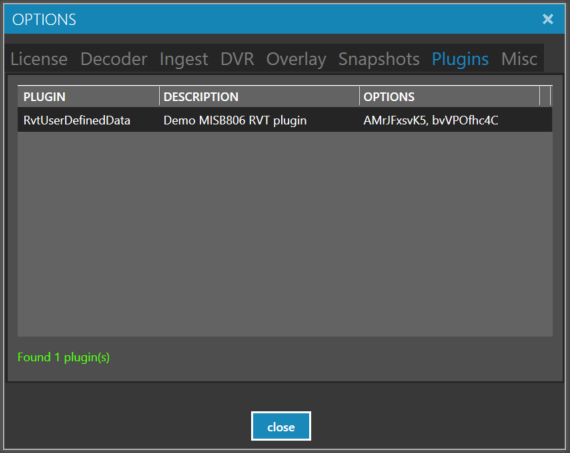 OPTIONS
License Decoder Ingest DVR Overlay Snapshots Plugins Misc
PLUGIN DESCRIPTION OPTIONS
RvtUserDefinedData Demo MISB806 RVT plugin AMrJFxsvK5, bvVPOfhc4C
Found 1 plugin(s)
close